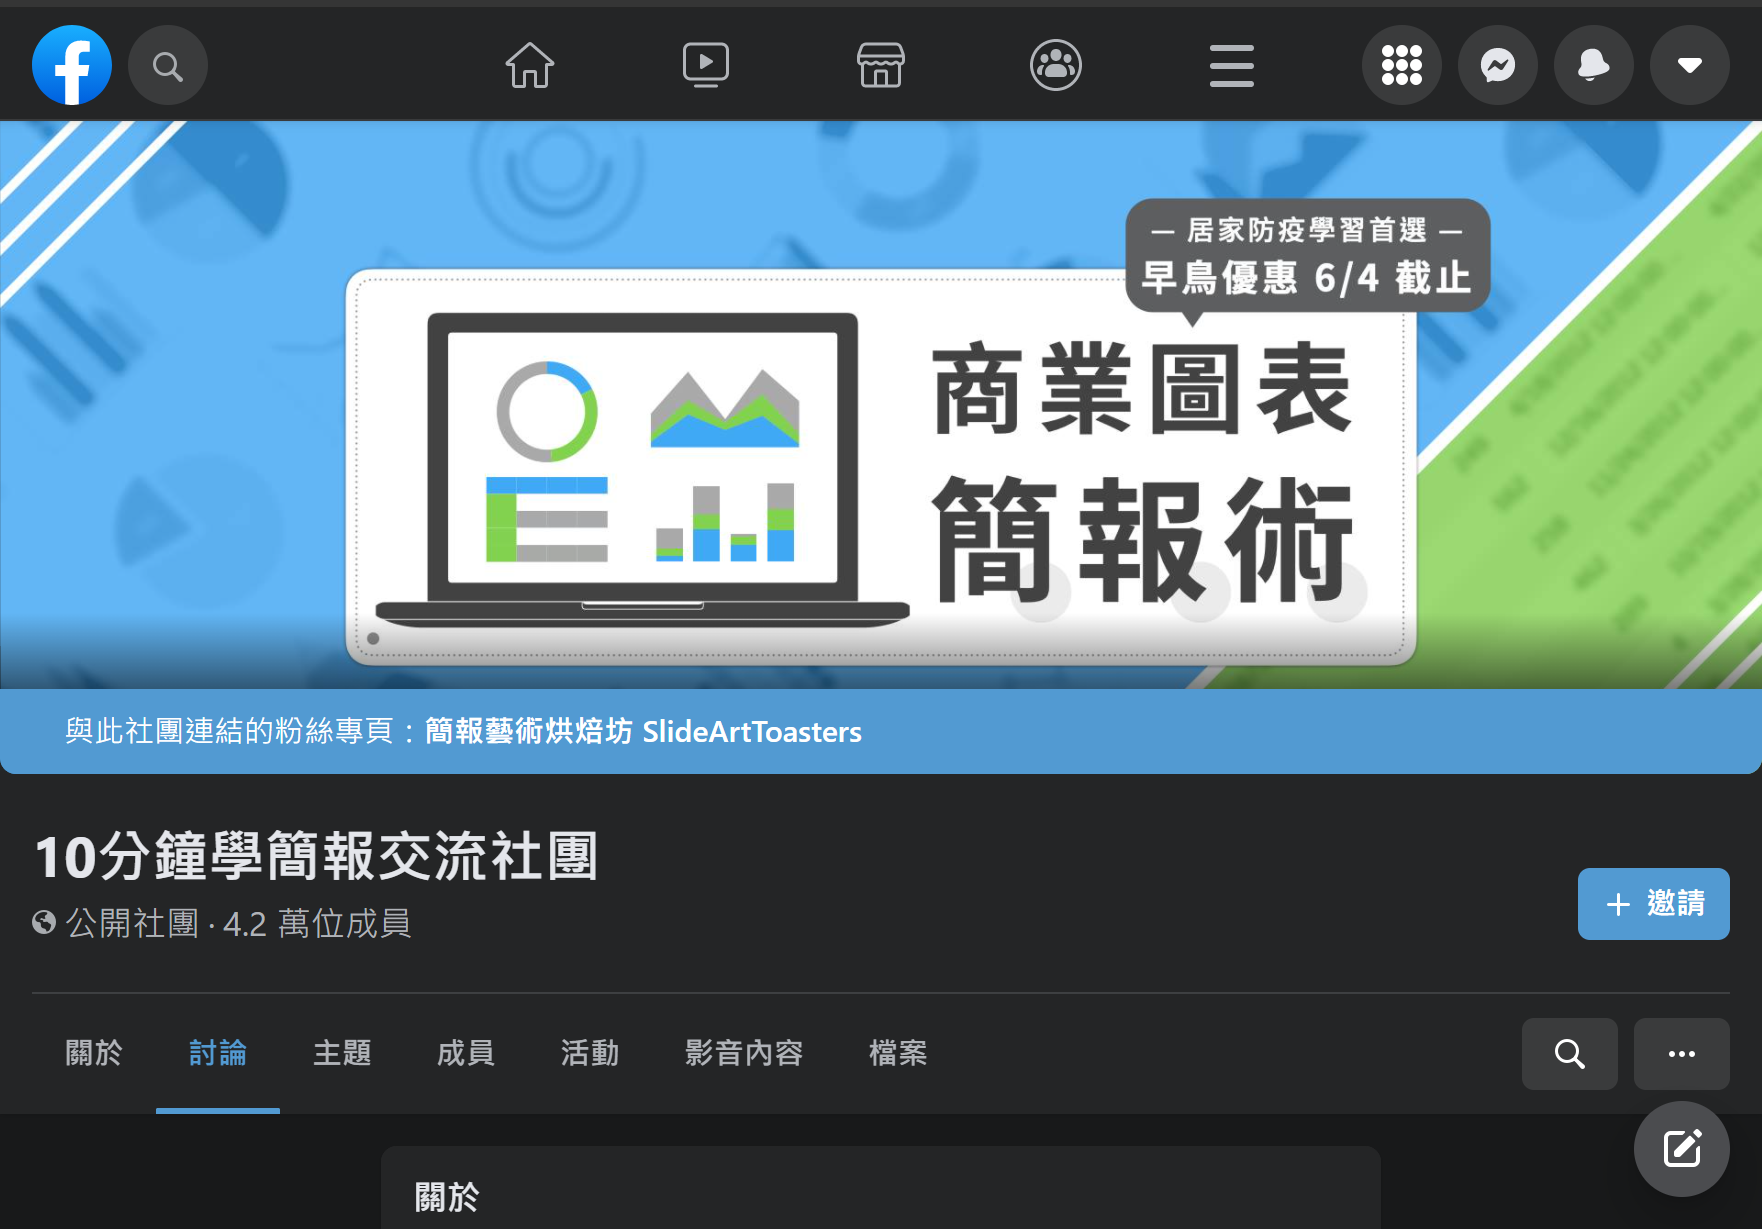 — 居家防疫學習首選 —
早鳥優惠 6/4 截止
商業圖表
簡報術
與此社團連結的粉絲專頁：簡報藝術烘焙坊 SlideArtToasters
10分鐘學簡報交流社團
公開社團 · 4.2 萬位成員
+ 邀請
關於 討論 主題 成員 活動 影音內容 檔案
關於